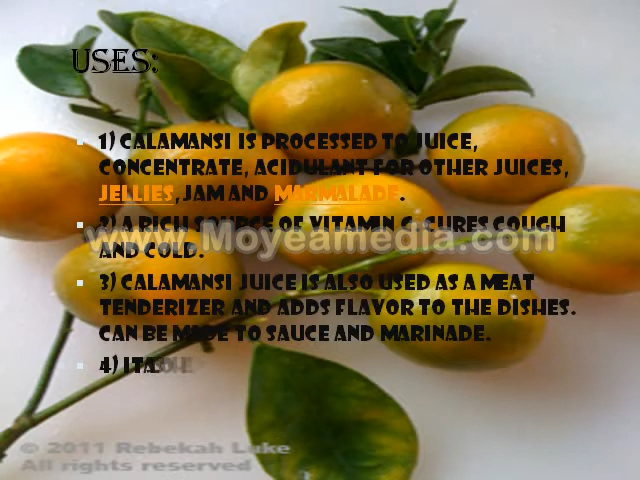 USES:
1) CALAMANSI IS PROCESSED TO JUICE,
CONCENTRATE, ACIDULANT FOR OTHER JUICES,
JELLIES, JAM AND MARMALADE.
2) A RICH SOURCE OF VITAMIN C. CURES COUGH
AND COLD.
www.Moyeamedia.com
3) CALAMANSI JUICE IS ALSO USED AS A MEAT
TENDERIZER AND ADDS FLAVOR TO THE DISHES.
CAN BE MADE TO SAUCE AND MARINADE.
4) IT
© 2011 Rebekah Luke
All rights reserved